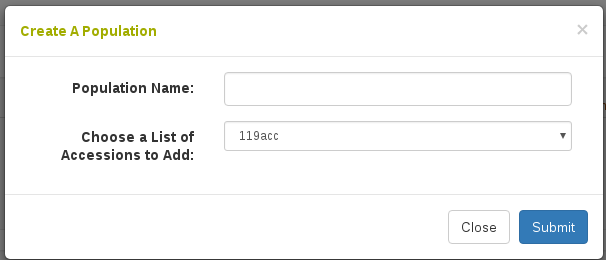 Create A Population
×
Population Name:
Choose a List of
Accessions to Add:
119acc
Close
Submit